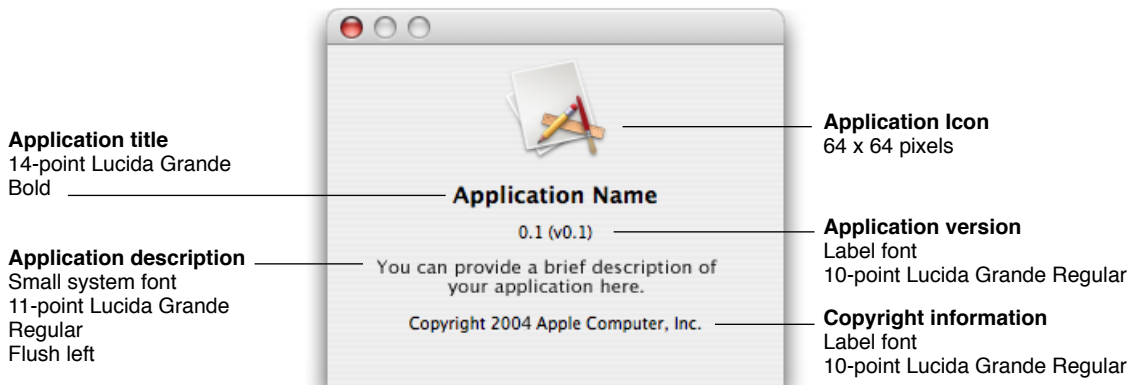 Application title
14-point Lucida Grande
Bold
Application description
Small system font
11-point Lucida Grande
Regular
Flush left
Application Name
0.1 (v0.1)
You can provide a brief description of
your application here.
Copyright 2004 Apple Computer, Inc.
Application Icon
64 x 64 pixels
Application version
Label font
10-point Lucida Grande Regular
Copyright information
Label font
10-point Lucida Grande Regular